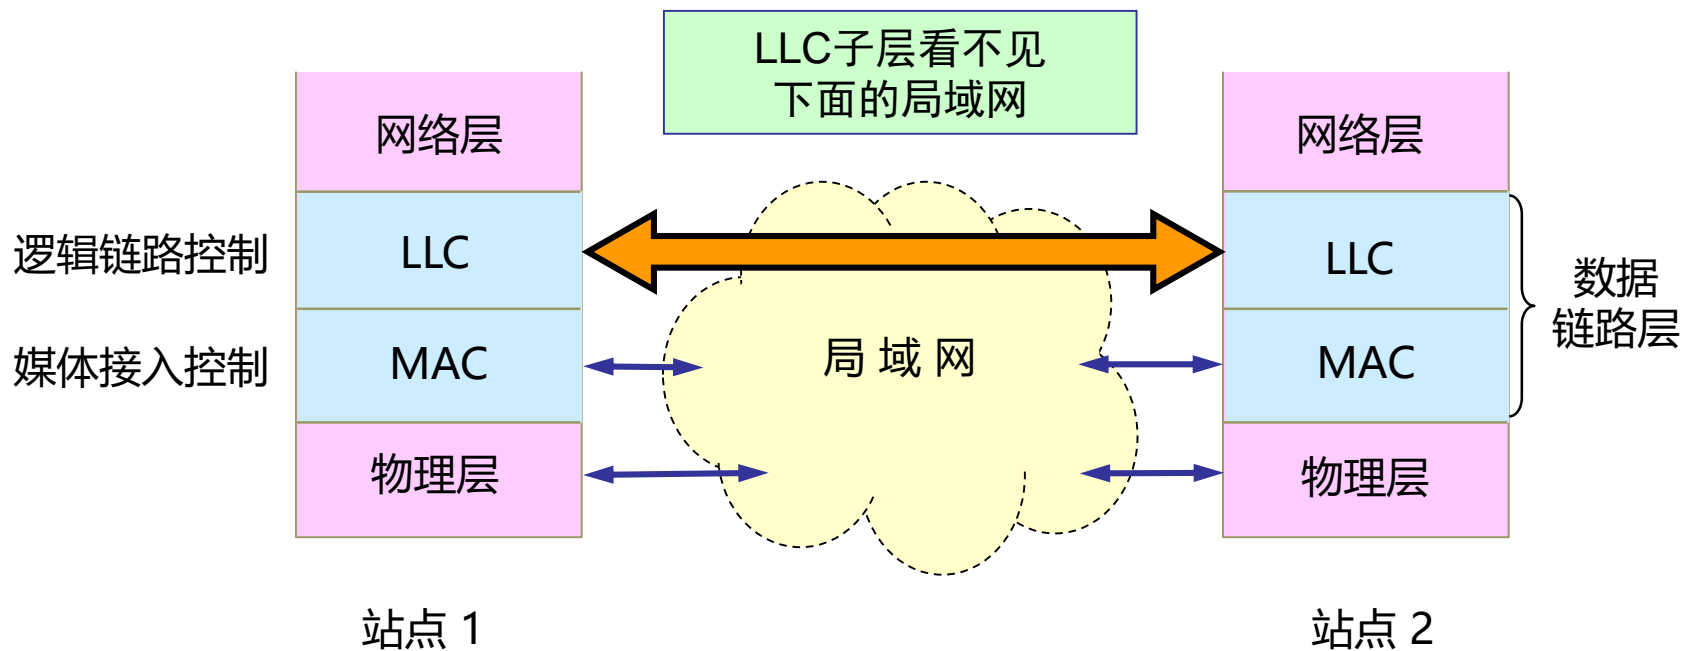 LLC子层看不见
下面的局域网
网络层
网络层
逻辑链路控制
LLC
LLC
数据
链路层
媒体接入控制
MAC
局域网
MAC
物理层
物理层
站点 1
站点 2